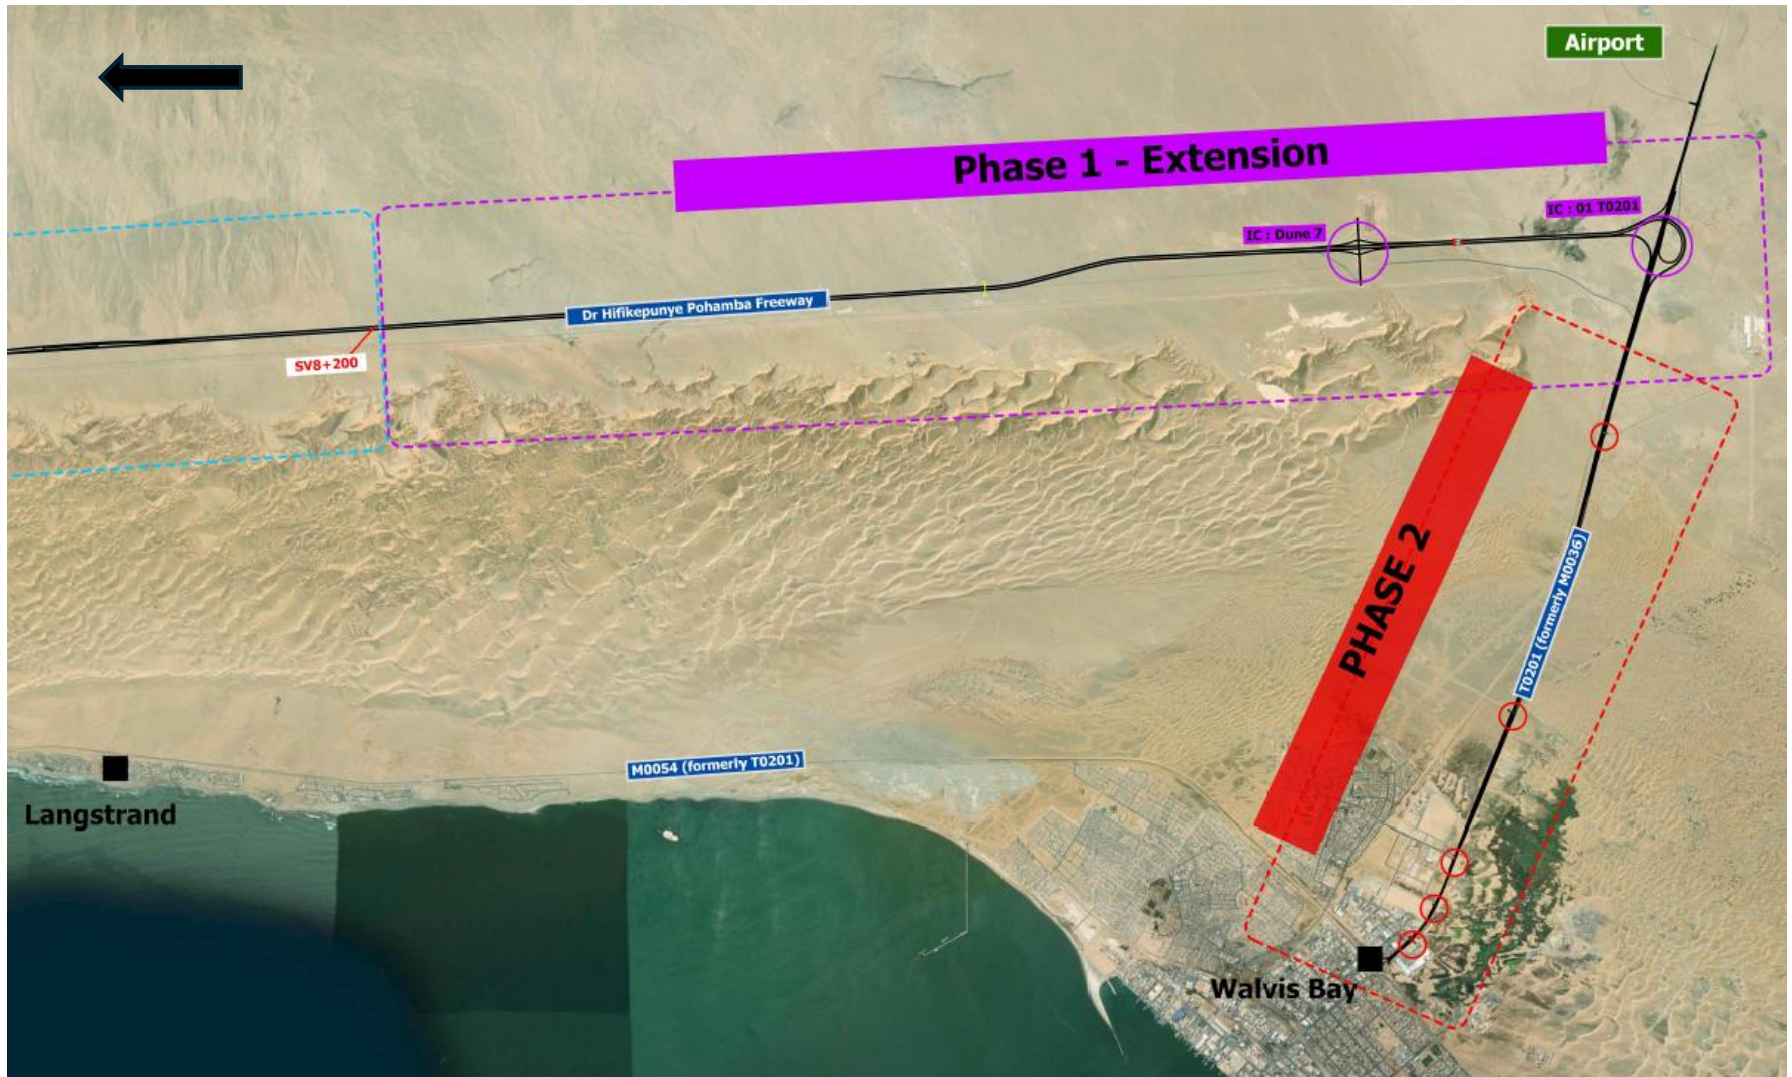 Airport
Phase 1 - Extension
IC : 01 T0201
IC : Dune 7
Dr Hifikepunye Pohamba Freeway
SV8+200
PHASE 2
T0201 (formerly M0036)
M0054 (formerly T0201)
Langstrand
Walvis Bay